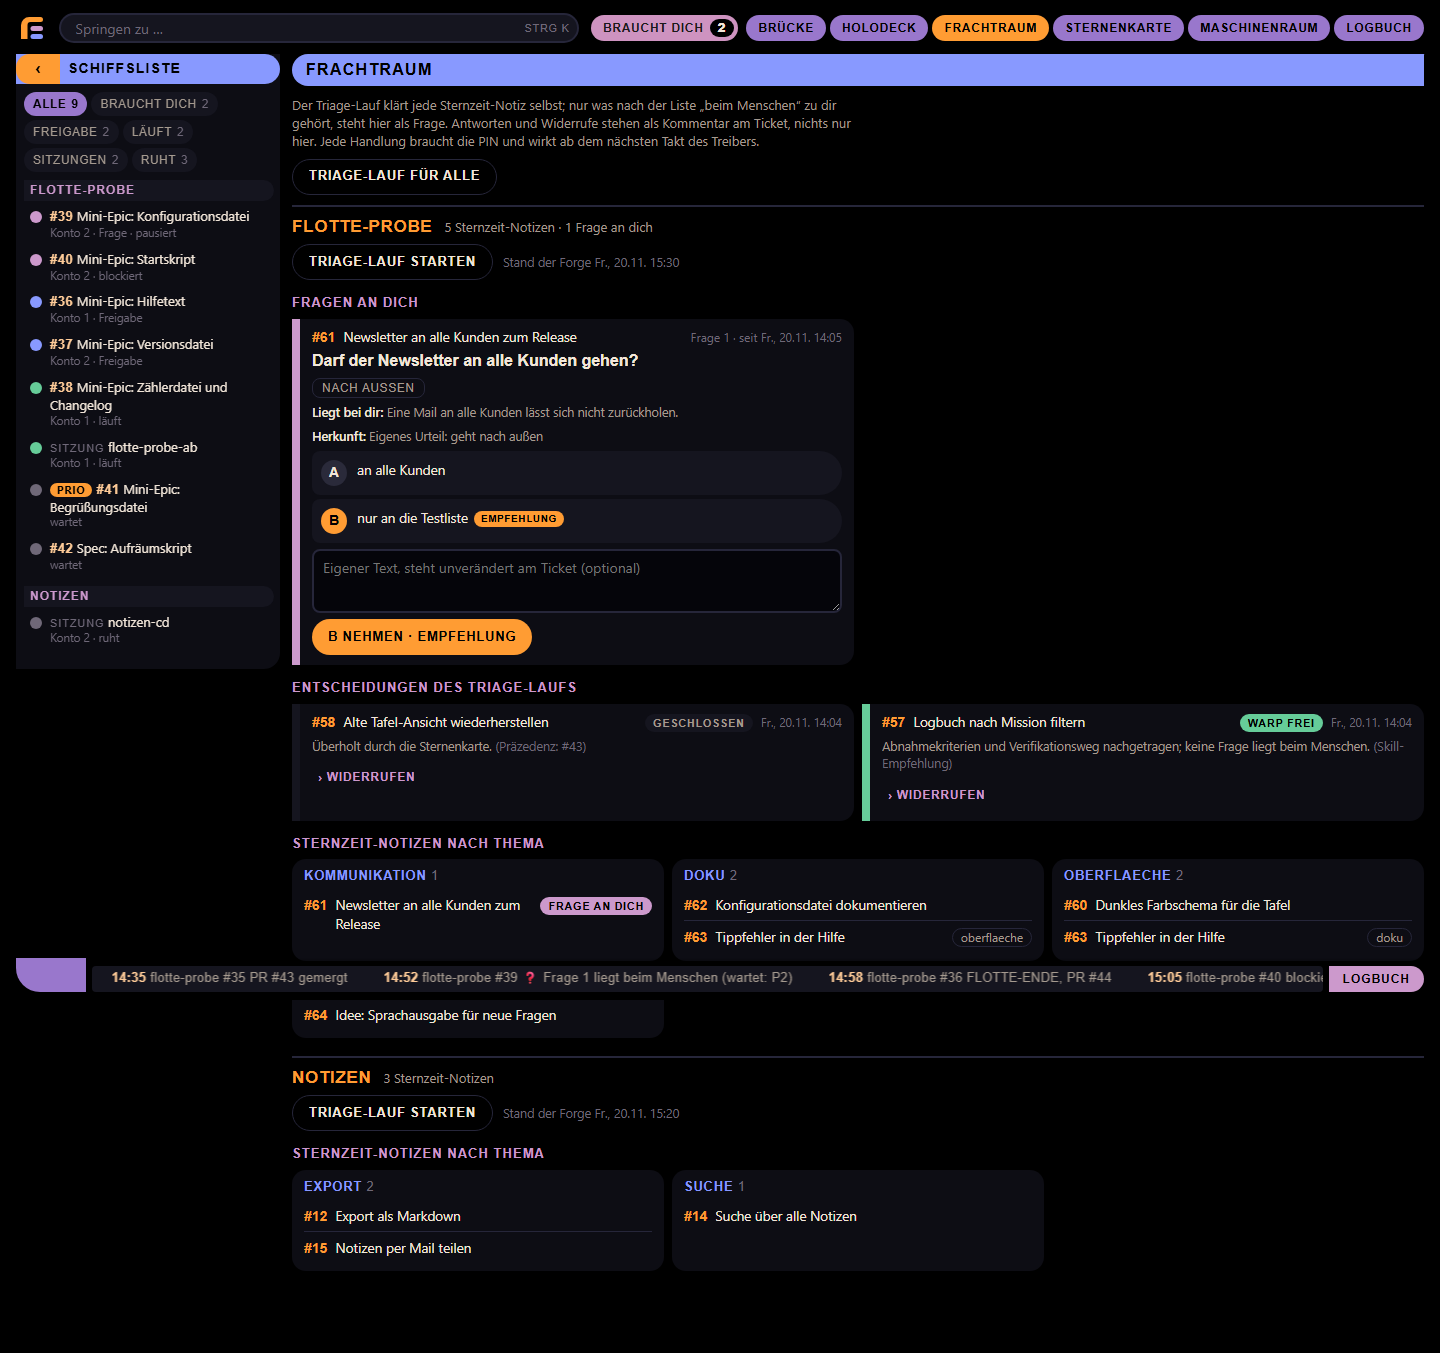 Springen zu ...
STRG K
BRAUCHT DICH 2
BRÜCKE
HOLODECK
FRACHTRAUM
STERNENKARTE
MASCHINENRAUM
LOGBUCH
‹ SCHIFFSLISTE
ALLE 9
BRAUCHT DICH 2
FREIGABE 2
LÄUFT 2
SITZUNGEN 2
RUHT 3
FLOTTE-PROBE
#39 Mini-Epic: Konfigurationsdatei
Konto 2 · Frage · pausiert
#40 Mini-Epic: Startskript
Konto 2 · blockiert
#36 Mini-Epic: Hilfetext
Konto 1 · Freigabe
#37 Mini-Epic: Versionsdatei
Konto 2 · Freigabe
#38 Mini-Epic: Zählerdatei und
Changelog
Konto 1 · läuft
SITZUNG flotte-probe-ab
Konto 1 · läuft
PRIO #41 Mini-Epic:
Begrüßungsdatei
wartet
#42 Spec: Aufräumskript
wartet
NOTIZEN
SITZUNG notizen-cd
Konto 2 · ruht
FRACHTRAUM
Der Triage-Lauf klärt jede Sternzeit-Notiz selbst; nur was nach der Liste „beim Menschen“ zu dir
gehört, steht hier als Frage. Antworten und Widerrufe stehen als Kommentar am Ticket, nichts nur
hier. Jede Handlung braucht die PIN und wirkt ab dem nächsten Takt des Treibers.
TRIAGE-LAUF FÜR ALLE
FLOTTE-PROBE 5 Sternzeit-Notizen · 1 Frage an dich
TRIAGE-LAUF STARTEN Stand der Forge Fr., 20.11. 15:30
FRAGEN AN DICH
#61 Newsletter an alle Kunden zum Release Frage 1 · seit Fr., 20.11. 14:05
Darf der Newsletter an alle Kunden gehen?
NACH AUSSEN
Liegt bei dir: Eine Mail an alle Kunden lässt sich nicht zurückholen.
Herkunft: Eigenes Urteil: geht nach außen
A an alle Kunden
B nur an die Testliste EMPFEHLUNG
Eigener Text, steht unverändert am Ticket (optional)
B NEHMEN · EMPFEHLUNG
ENTSCHEIDUNGEN DES TRIAGE-LAUFS
#58 Alte Tafel-Ansicht wiederherstellen GESCHLOSSEN Fr., 20.11. 14:04
Überholt durch die Sternenkarte. (Präzedenz: #43)
› WIDERRUFEN
#57 Logbuch nach Mission filtern WARP FREI Fr., 20.11. 14:04
Abnahmekriterien und Verifikationsweg nachgetragen; keine Frage liegt beim Menschen. (Skill-
Empfehlung)
› WIDERRUFEN
STERNZEIT-NOTIZEN NACH THEMA
KOMMUNIKATION 1
#61 Newsletter an alle Kunden zum
Release
FRAGE AN DICH
DOKU 2
#62 Konfigurationsdatei dokumentieren
#63 Tippfehler in der Hilfe oberflaeche
OBERFLAECHE 2
#60 Dunkles Farbschema für die Tafel
#63 Tippfehler in der Hilfe doku
14:35 flotte-probe #35 PR #43 gemergt
14:52 flotte-probe #39 ❓ Frage 1 liegt beim Menschen (wartet: P2)
14:58 flotte-probe #36 FLOTTE-ENDE, PR #44
15:05 flotte-probe #40
LOGBUCH
#64 Idee: Sprachausgabe für neue Fragen
NOTIZEN 3 Sternzeit-Notizen
TRIAGE-LAUF STARTEN Stand der Forge Fr., 20.11. 15:20
STERNZEIT-NOTIZEN NACH THEMA
EXPORT 2
#12 Export als Markdown
#15 Notizen per Mail teilen
SUCHE 1
#14 Suche über alle Notizen